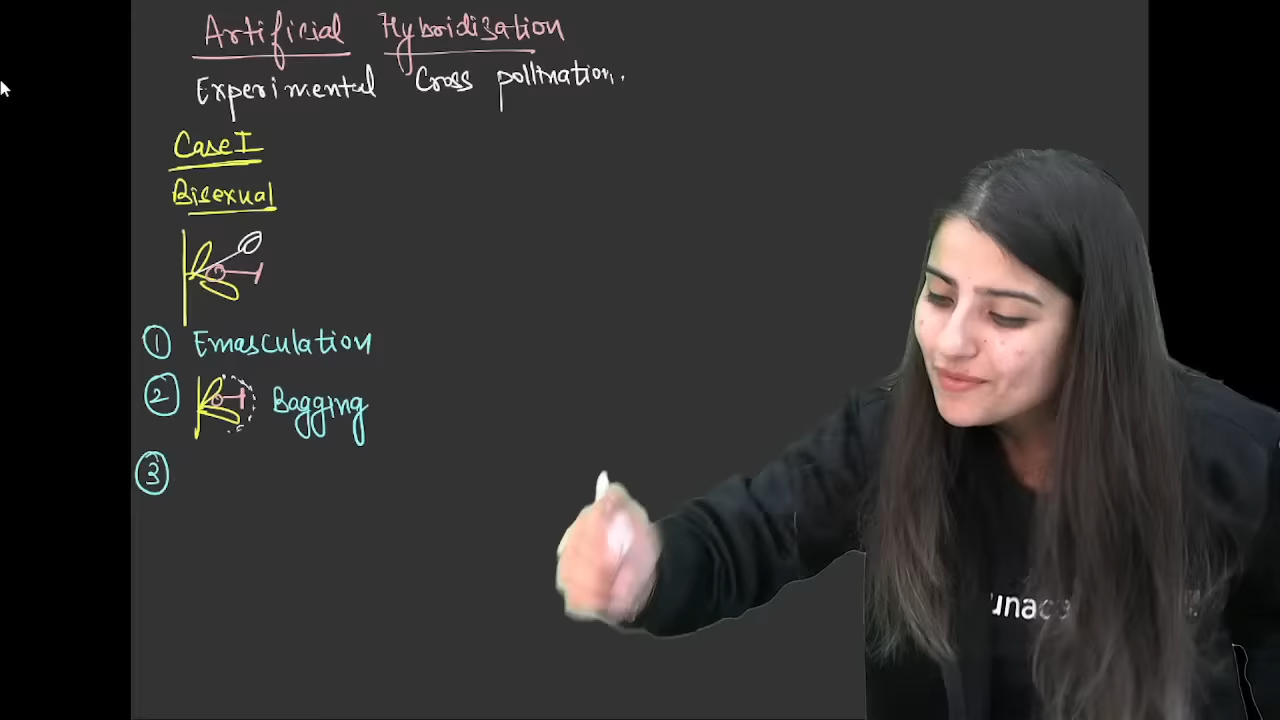 Artificial Hybridisation
Experimental Cross pollination.
Case I
Bisexual
① Emasculation
② Bagging
③